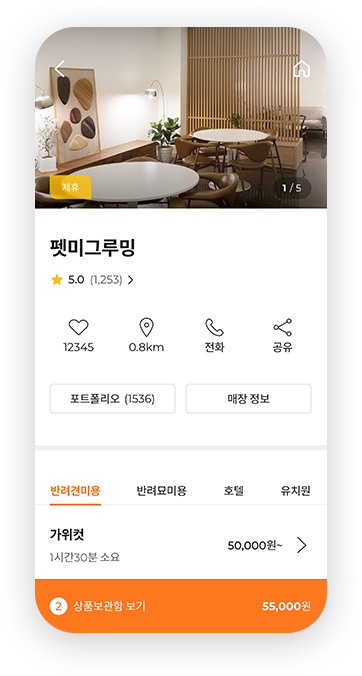 제휴
1 / 5
펫미그루밍
5.0 (1,253)
12345 0.8km 전화 공유
포트폴리오 (1536) 매장 정보
반려견미용 반려묘미용 호텔 유치원
가위컷
50,000원~
1시간30분 소요
2 상품보관함 보기 55,000원